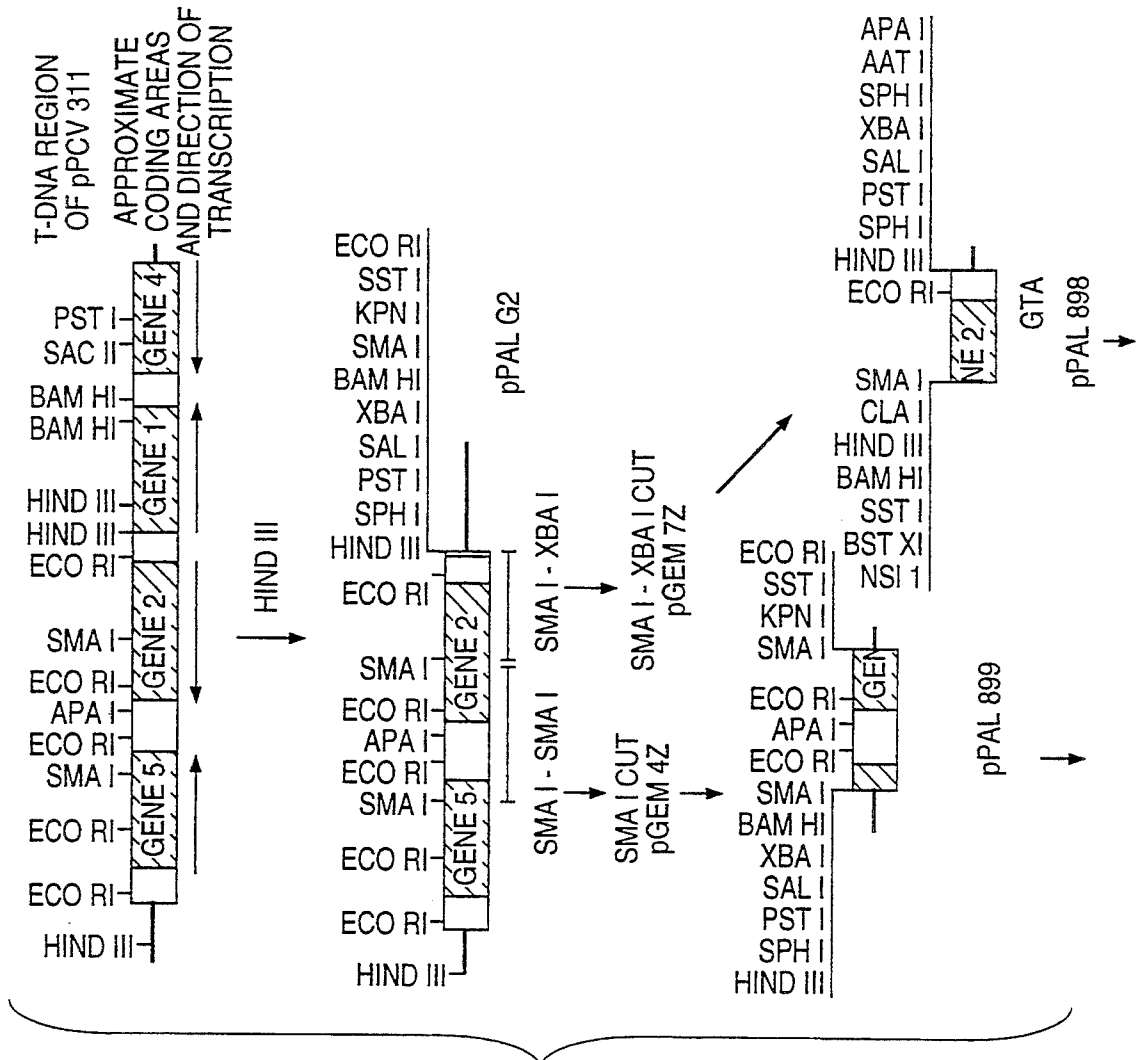 T-DNA REGION
OF pPCV 311
APPROXIMATE
CODING AREAS
AND DIRECTION OF
TRANSCRIPTION
PST I
SAC II
BAM HI
BAM HI
HIND III
HIND III
ECO RI
SMA I
ECO RI
APA I
ECO RI
SMA I
ECO RI
ECO RI
HIND III
GENE 4
GENE 1
GENE 2
GENE 5
HIND III
ECO RI
SST I
KPN I
SMA I
BAM HI
XBA I
SAL I
PST I
SPH I
HIND III
ECO RI
SMA I
ECO RI
APA I
ECO RI
SMA I
ECO RI
ECO RI
HIND III
GENE 2
GENE 5
pPAL G2
SMA I - XBA I
SMA I - SMA I
SMA I - XBA I CUT
pGEM 7Z
SMA I CUT
pGEM 4Z
APA I
AAT I
SPH I
XBA I
SAL I
PST I
SPH I
HIND III
ECO RI
SMA I
CLA I
HIND III
BAM HI
SST I
BST XI
NSI 1
NE 2
GTA
pPAL 898
ECO RI
SST I
KPN I
SMA I
ECO RI
APA I
ECO RI
SMA I
BAM HI
XBA I
SAL I
PST I
SPH I
HIND III
GEN
pPAL 899